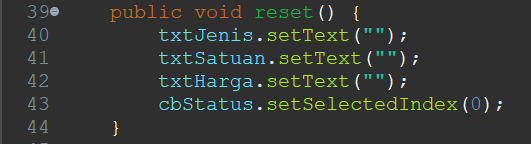 39 public void reset() {
40 txtJenis.setText("");
41 txtSatuan.setText("");
42 txtHarga.setText("");
43 cbStatus.setSelectedIndex(0);
44 }